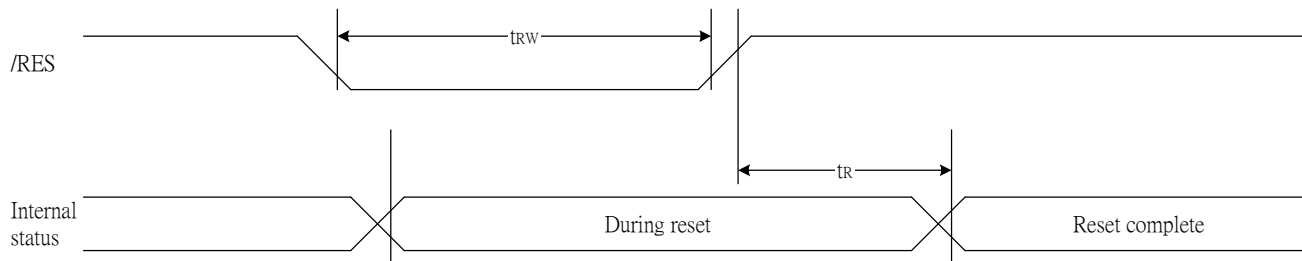 tRW
/RES
tR
Internal
status
During reset
Reset complete